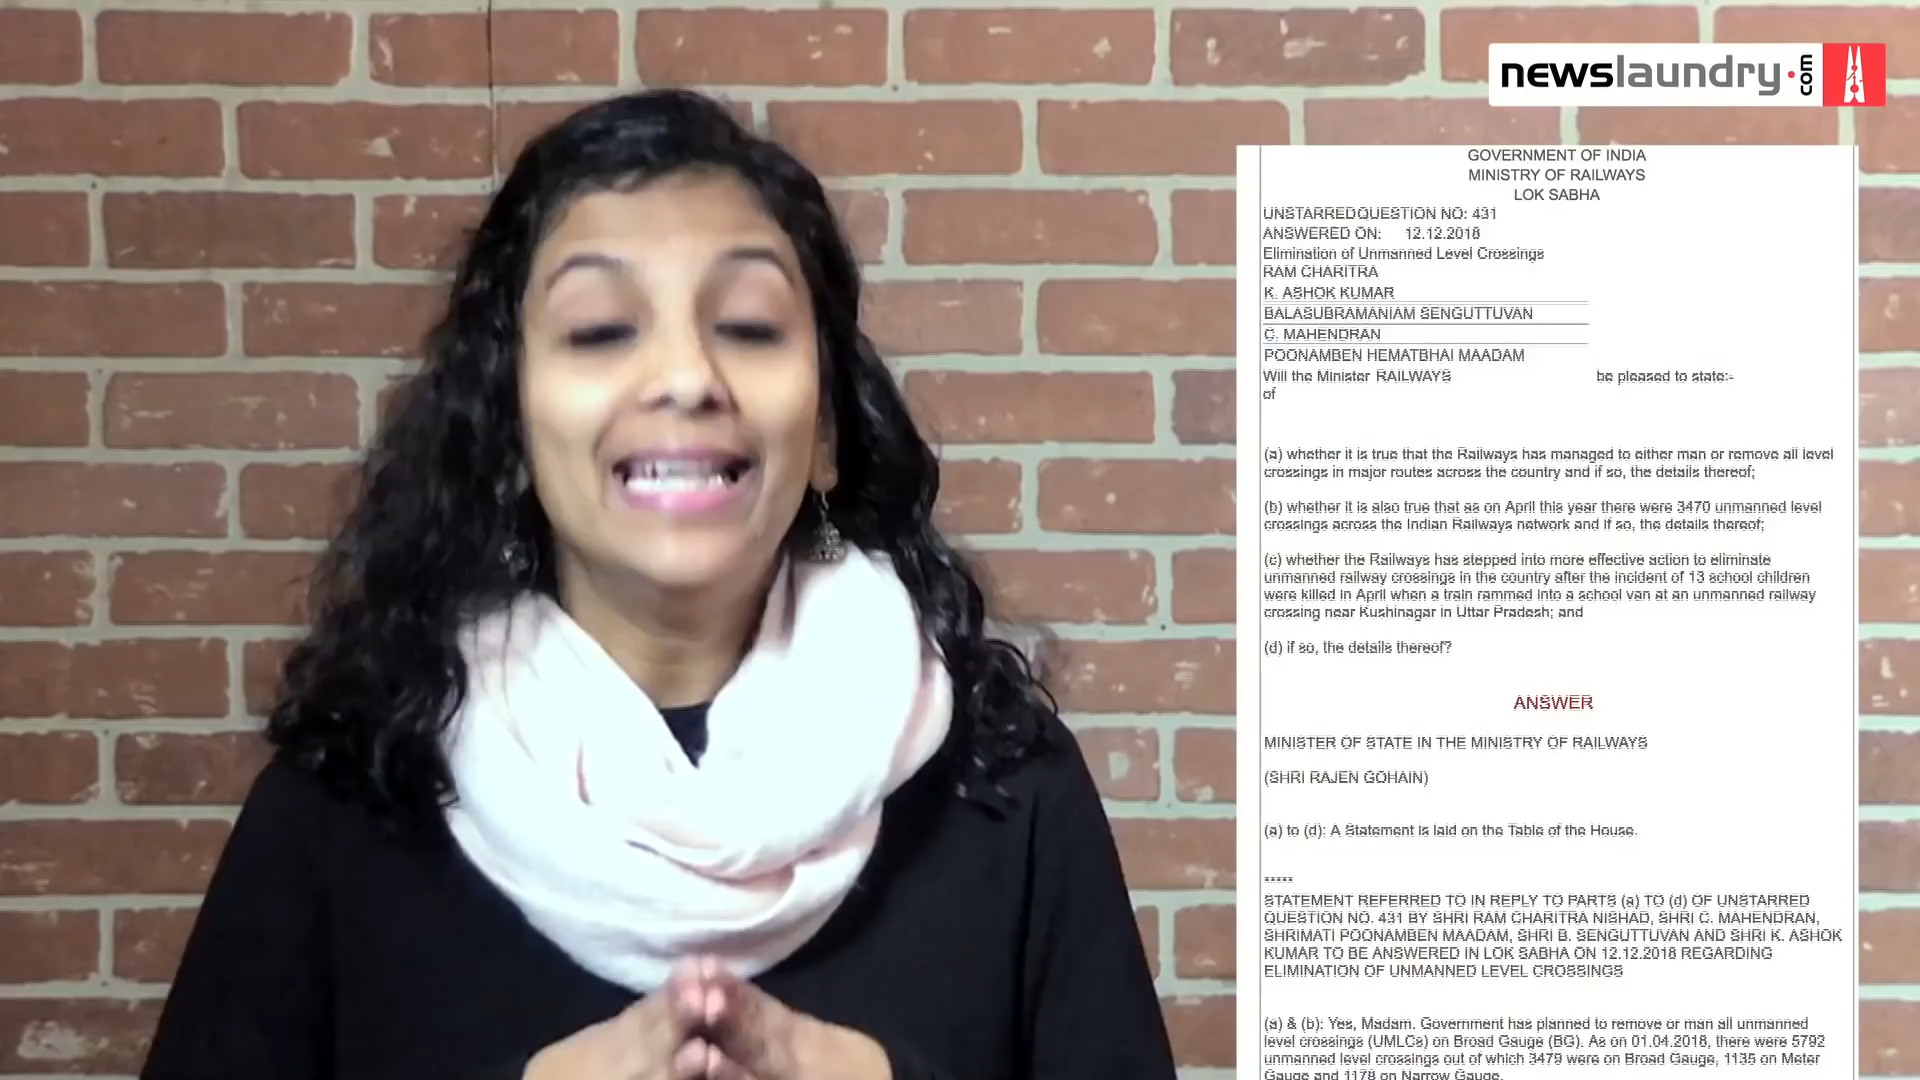 newslaundry.com
GOVERNMENT OF INDIA
MINISTRY OF RAILWAYS
LOK SABHA
UNSTARRED QUESTION NO: 431
ANSWERED ON: 12.12.2018
Elimination of Unmanned Level Crossings
RAM CHARITRA
K. ASHOK KUMAR
BALASUBRAMANIAM SENGUTTUVAN
C. MAHENDRAN
POONAMBEN HEMATBHAI MAADAM
Will the Minister RAILWAYS be pleased to state:-
of
(a) whether it is true that the Railways has managed to either man or remove all level
crossings in major routes across the country and if so, the details thereof;
(b) whether it is also true that as on April this year there were 3470 unmanned level
crossings across the Indian Railways network and if so, the details thereof;
(c) whether the Railways has stepped into more effective action to eliminate
unmanned railway crossings in the country after the incident of 13 school children
were killed in April when a train rammed into a school van at an unmanned railway
crossing near Kushinagar in Uttar Pradesh; and
(d) if so, the details thereof?
ANSWER
MINISTER OF STATE IN THE MINISTRY OF RAILWAYS
(SHRI RAJEN GOHAIN)
(a) to (d): A Statement is laid on the Table of the House.
*****
STATEMENT REFERRED TO IN REPLY TO PARTS (a) TO (d) OF UNSTARRED
QUESTION NO. 431 BY SHRI RAM CHARITRA NISHAD, SHRI C. MAHENDRAN,
SHRIMATI POONAMBEN MAADAM, SHRI B. SENGUTTUVAN AND SHRI K. ASHOK
KUMAR TO BE ANSWERED IN LOK SABHA ON 12.12.2018 REGARDING
ELIMINATION OF UNMANNED LEVEL CROSSINGS
(a) & (b): Yes, Madam. Government has planned to remove or man all unmanned
level crossings (UMLCs) on Broad Gauge (BG). As on 01.04.2018, there were 5792
unmanned level crossings out of which 3479 were on Broad Gauge, 1135 on Meter
Gauge and 1178 on Narrow Gauge.